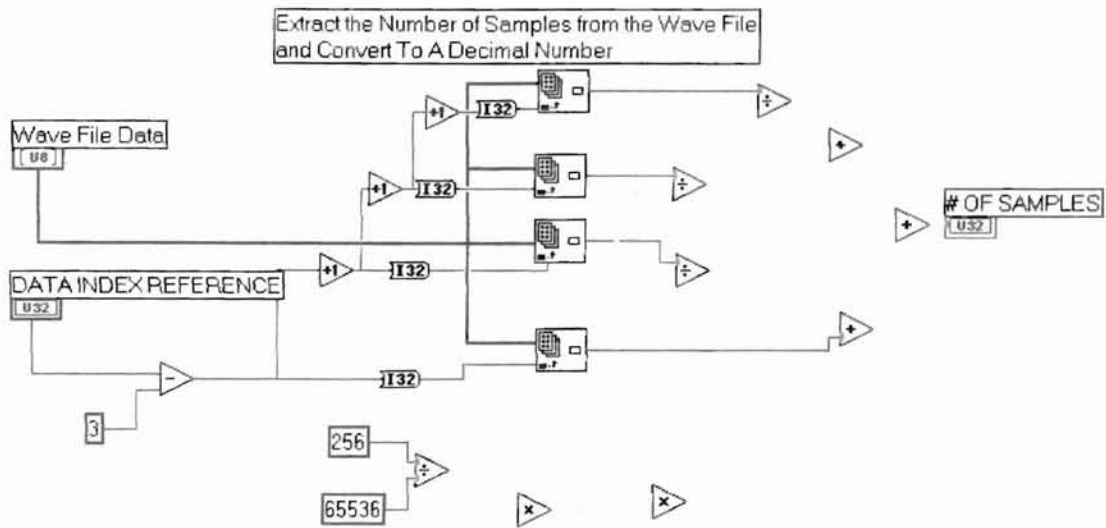 Extract the Number of Samples from the Wave File
and Convert To A Decimal Number
+1
I32
÷
Wave File Data
U8
+
+1
I32
÷
# OF SAMPLES
U32
+
DATA INDEX REFERENCE
U32
+1
I32
÷
+
-
I32
3
256
÷
65536
x
x